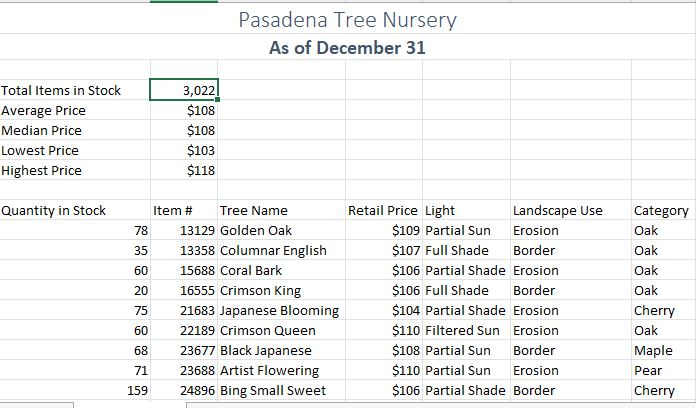 Pasadena Tree Nursery
As of December 31
Total Items in Stock 3,022
Average Price $108
Median Price $108
Lowest Price $103
Highest Price $118
Quantity in Stock Item # Tree Name Retail Price Light Landscape Use Category
78 13129 Golden Oak $109 Partial Sun Erosion Oak
35 13358 Columnar English $107 Full Shade Border Oak
60 15688 Coral Bark $106 Partial Shade Erosion Oak
20 16555 Crimson King $106 Full Shade Border Oak
75 21683 Japanese Blooming $104 Partial Shade Erosion Cherry
60 22189 Crimson Queen $110 Filtered Sun Erosion Oak
68 23677 Black Japanese $108 Partial Sun Border Maple
71 23688 Artist Flowering $110 Partial Sun Erosion Pear
159 24896 Bing Small Sweet $106 Partial Shade Border Cherry